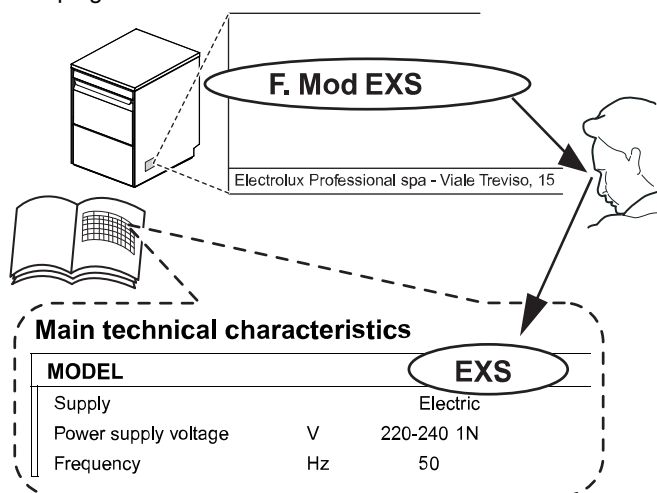 F. Mod EXS
Electrolux Professional spa - Viale Treviso, 15
Main technical characteristics
MODEL EXS
Supply Electric
Power supply voltage V 220-240 1N
Frequency Hz 50